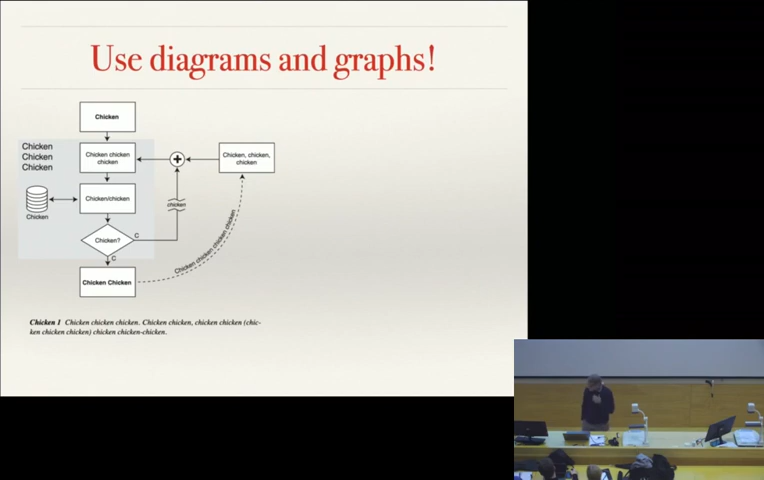 Use diagrams and graphs!
Chicken
Chicken
Chicken
Chicken
Chicken chicken
chicken
Chicken, chicken,
chicken
Chicken/chicken
Chicken
chicken
Chicken?
C
C
Chicken Chicken
Chicken chicken chicken chicken
Chicken 1 Chicken chicken chicken. Chicken chicken, chicken chicken (chic-
ken chicken chicken) chicken chicken-chicken.